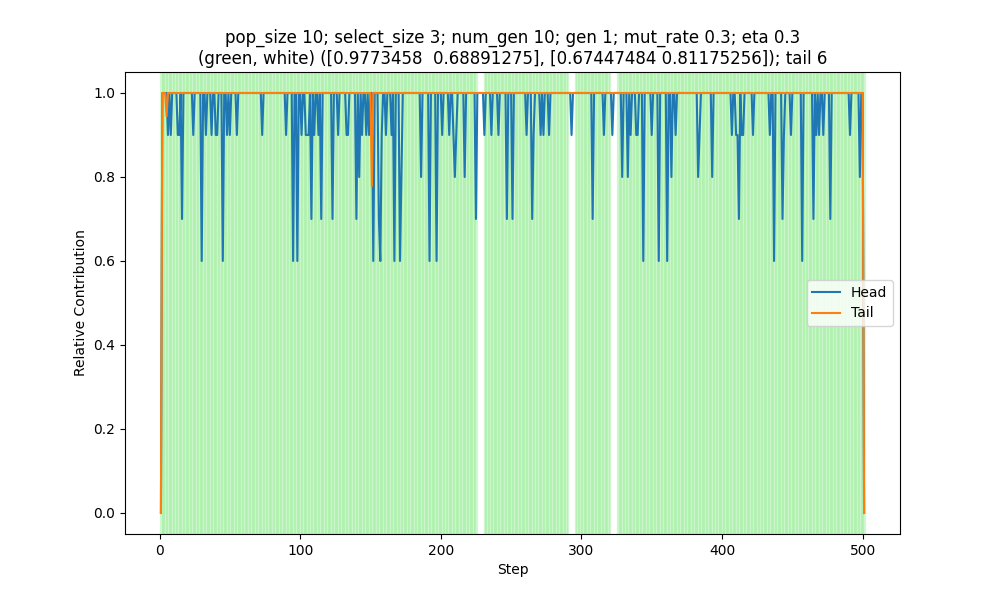 pop_size 10; select_size 3; num_gen 10; gen 1; mut_rate 0.3; eta 0.3
(green, white) ([0.9773458  0.68891275], [0.67447484 0.81175256]); tail 6
1.0
0.8
0.6
0.4
0.2
0.0
Relative Contribution
Head
Tail
0 100 200 300 400 500
Step